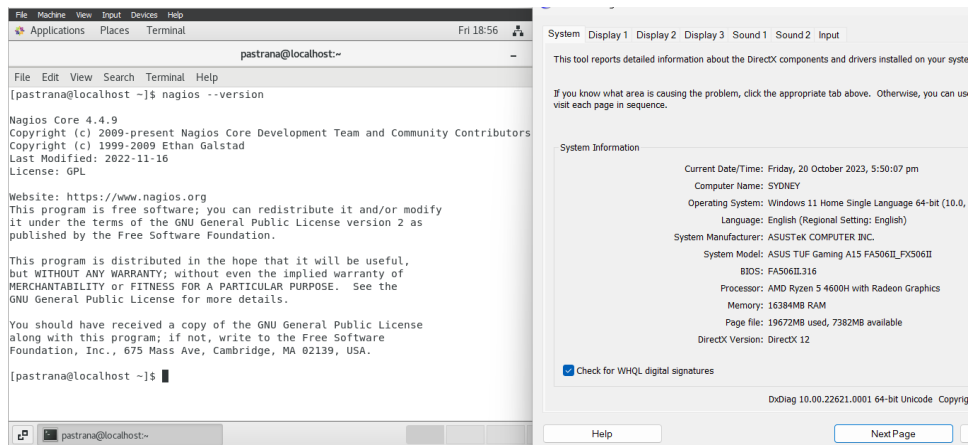 File Machine View Input Devices Help
Applications Places Terminal Fri 18:56
pastrana@localhost:~
File Edit View Search Terminal Help
[pastrana@localhost ~]$ nagios --version
Nagios Core 4.4.9
Copyright (c) 2009-present Nagios Core Development Team and Community Contributors
Copyright (c) 1999-2009 Ethan Galstad
Last Modified: 2022-11-16
License: GPL
Website: https://www.nagios.org
This program is free software; you can redistribute it and/or modify
it under the terms of the GNU General Public License version 2 as
published by the Free Software Foundation.
This program is distributed in the hope that it will be useful,
but WITHOUT ANY WARRANTY; without even the implied warranty of
MERCHANTABILITY or FITNESS FOR A PARTICULAR PURPOSE.  See the
GNU General Public License for more details.
You should have received a copy of the GNU General Public License
along with this program; if not, write to the Free Software
Foundation, Inc., 675 Mass Ave, Cambridge, MA 02139, USA.
[pastrana@localhost ~]$
pastrana@localhost:~
System Display 1 Display 2 Display 3 Sound 1 Sound 2 Input
This tool reports detailed information about the DirectX components and drivers installed on your syste
If you know what area is causing the problem, click the appropriate tab above. Otherwise, you can use
visit each page in sequence.
System Information
Current Date/Time: Friday, 20 October 2023, 5:50:07 pm
Computer Name: SYDNEY
Operating System: Windows 11 Home Single Language 64-bit (10.0,
Language: English (Regional Setting: English)
System Manufacturer: ASUSTeK COMPUTER INC.
System Model: ASUS TUF Gaming A15 FA506II_FX506II
BIOS: FA506II.316
Processor: AMD Ryzen 5 4600H with Radeon Graphics
Memory: 16384MB RAM
Page file: 19672MB used, 7382MB available
DirectX Version: DirectX 12
Check for WHQL digital signatures
DxDiag 10.00.22621.0001 64-bit Unicode Copyrig
Help Next Page